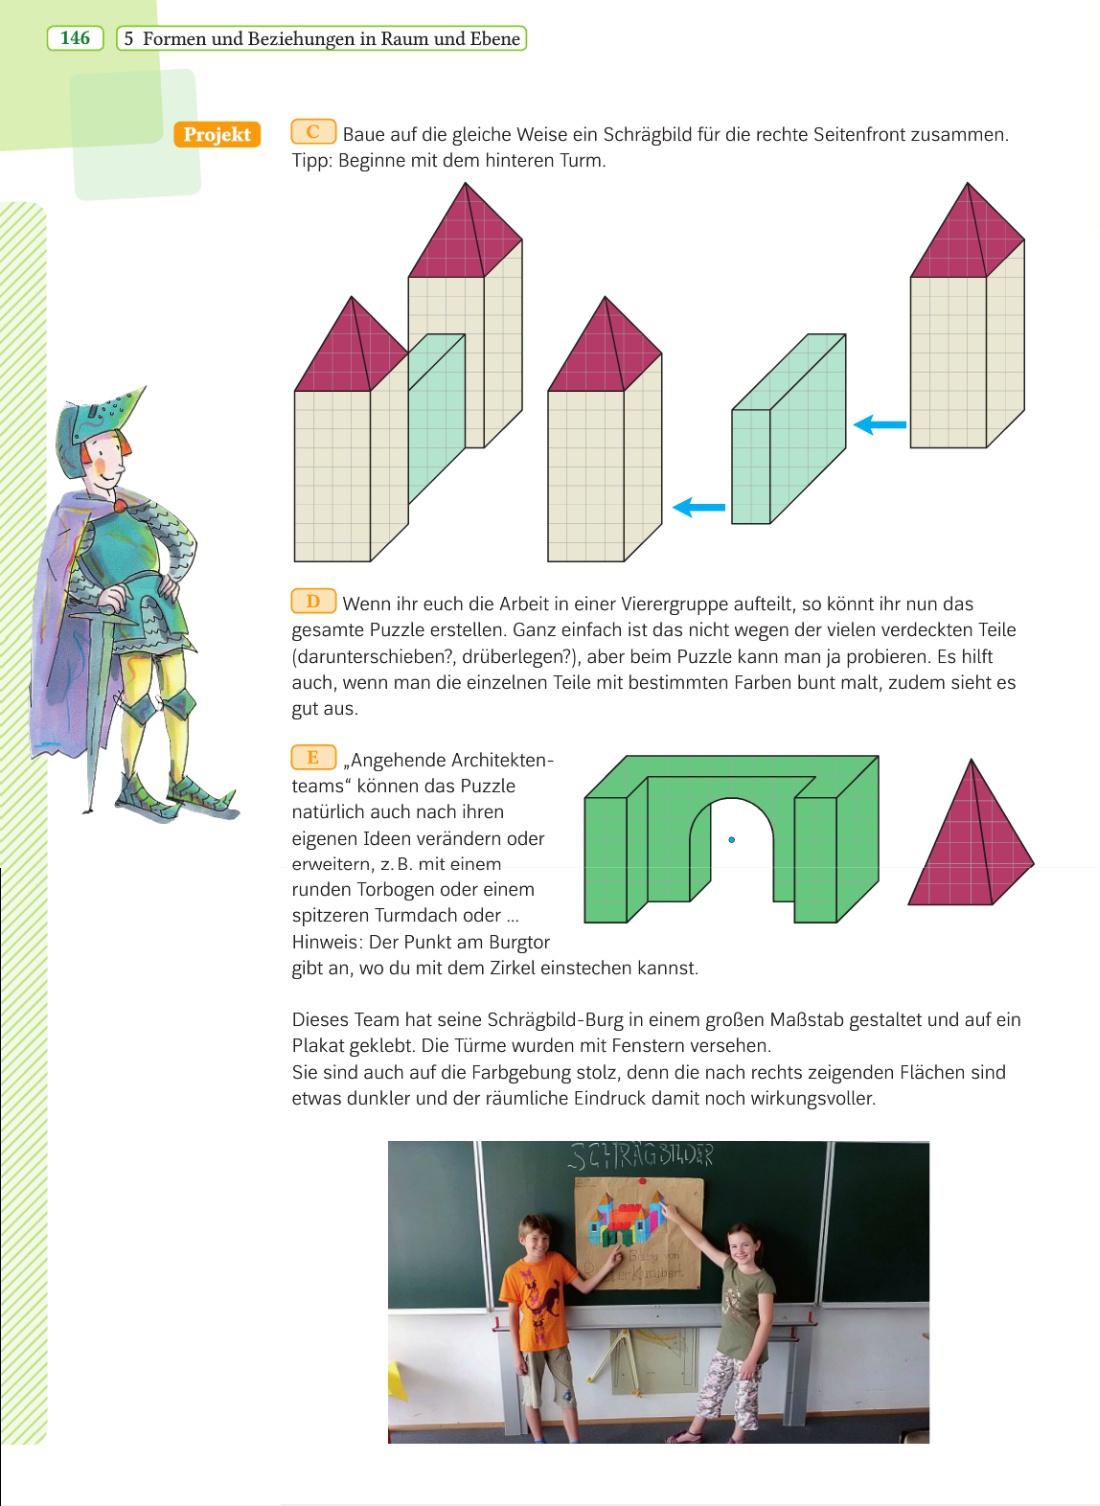 146
5 Formen und Beziehungen in Raum und Ebene
Projekt
C Baue auf die gleiche Weise ein Schrägbild für die rechte Seitenfront zusammen.
Tipp: Beginne mit dem hinteren Turm.
D Wenn ihr euch die Arbeit in einer Vierergruppe aufteilt, so könnt ihr nun das
gesamte Puzzle erstellen. Ganz einfach ist das nicht wegen der vielen verdeckten Teile
(darunterschieben?, drüberlegen?), aber beim Puzzle kann man ja probieren. Es hilft
auch, wenn man die einzelnen Teile mit bestimmten Farben bunt malt, zudem sieht es
gut aus.
E „Angehende Architekten-
teams“ können das Puzzle
natürlich auch nach ihren
eigenen Ideen verändern oder
erweitern, z. B. mit einem
runden Torbogen oder einem
spitzeren Turmdach oder ...
Hinweis: Der Punkt am Burgtor
gibt an, wo du mit dem Zirkel einstechen kannst.
Dieses Team hat seine Schrägbild-Burg in einem großen Maßstab gestaltet und auf ein
Plakat geklebt. Die Türme wurden mit Fenstern versehen.
Sie sind auch auf die Farbgebung stolz, denn die nach rechts zeigenden Flächen sind
etwas dunkler und der räumliche Eindruck damit noch wirkungsvoller.
SCHRÄGBILDER
Burg von